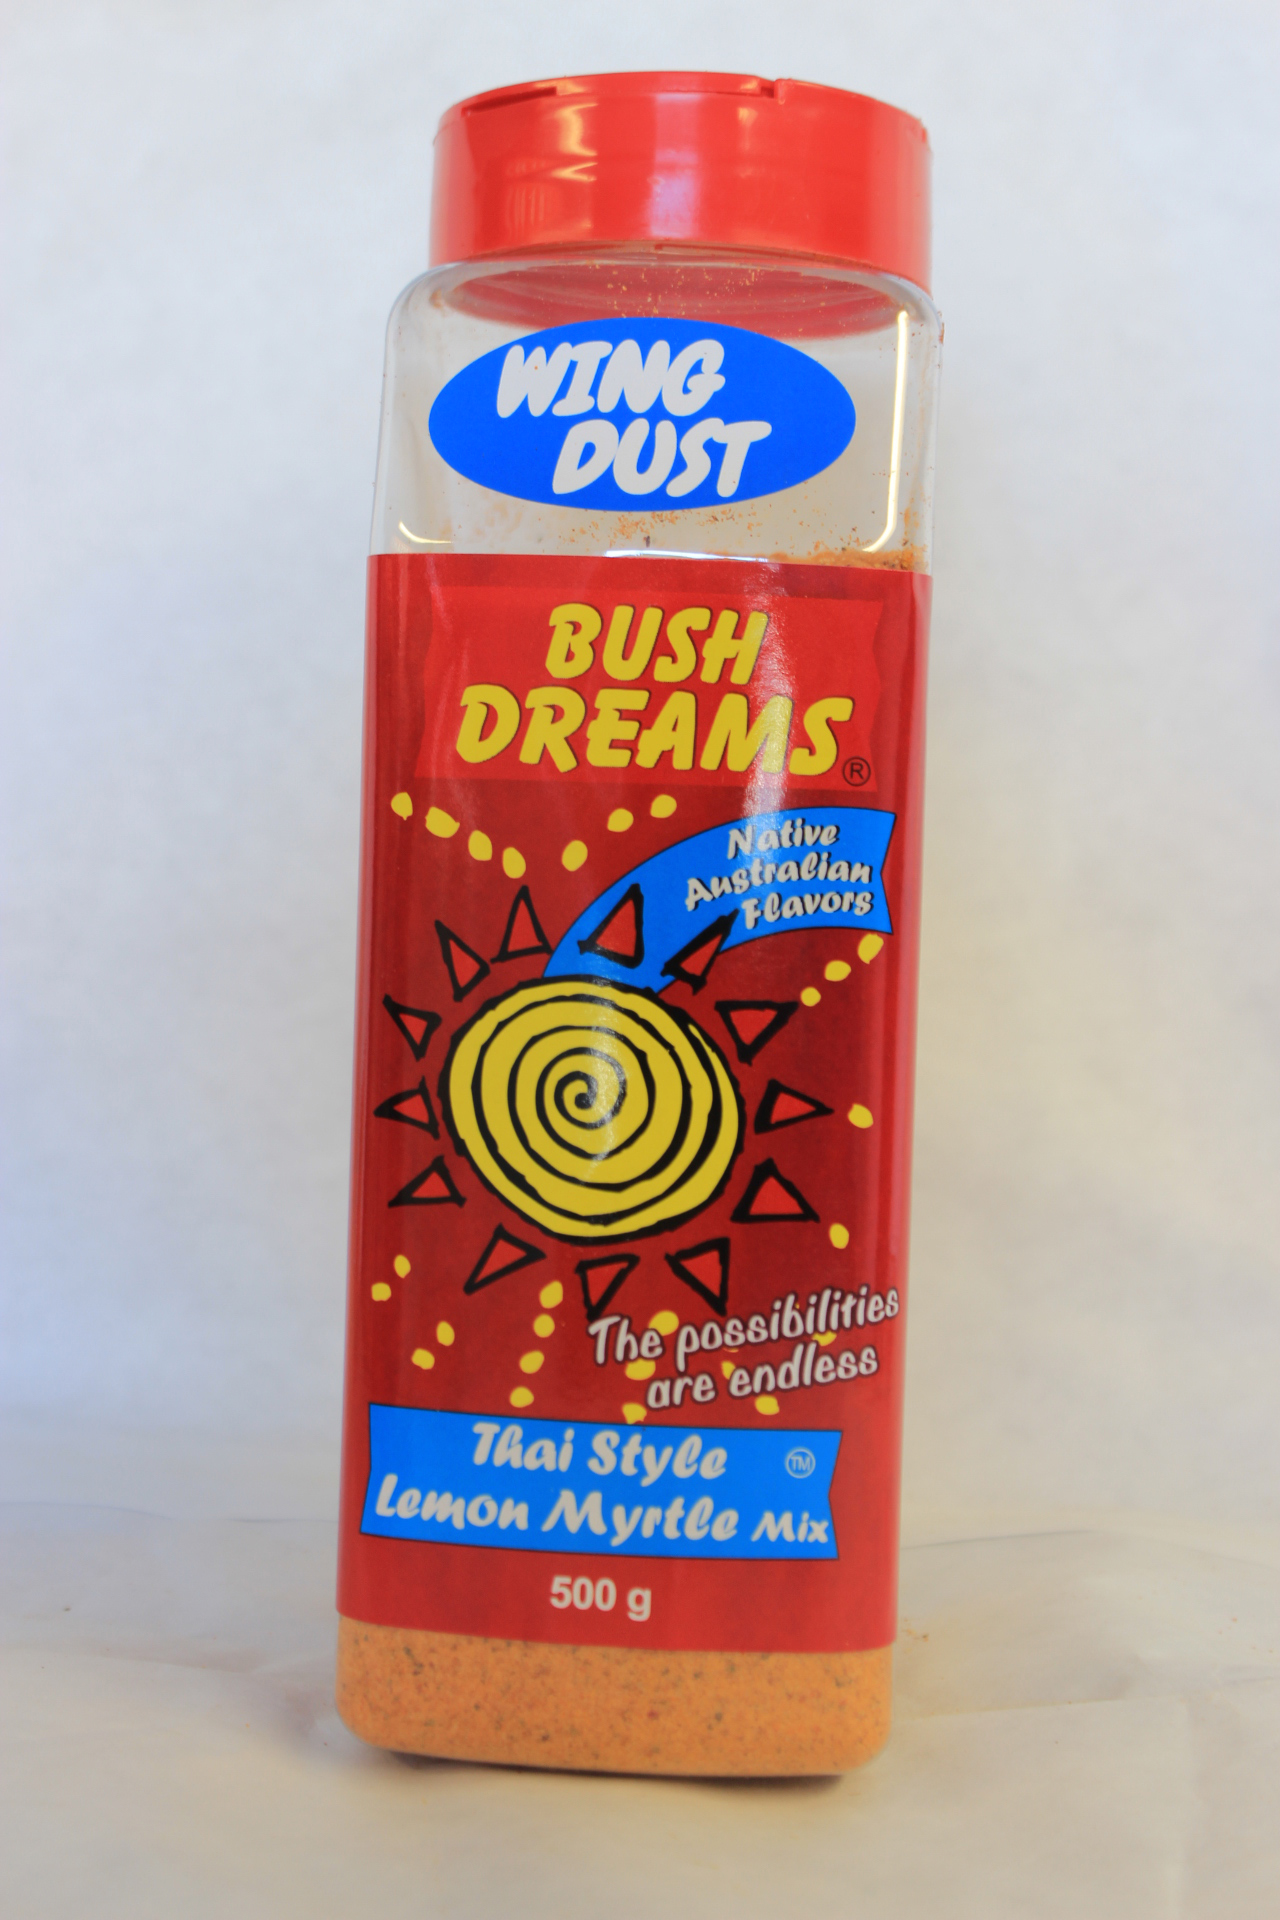 WING
DUST
BUSH
DREAMS®
Native
Australian
Flavors
The possibilities
are endless
Thai Style ™
Lemon Myrtle Mix
500 g